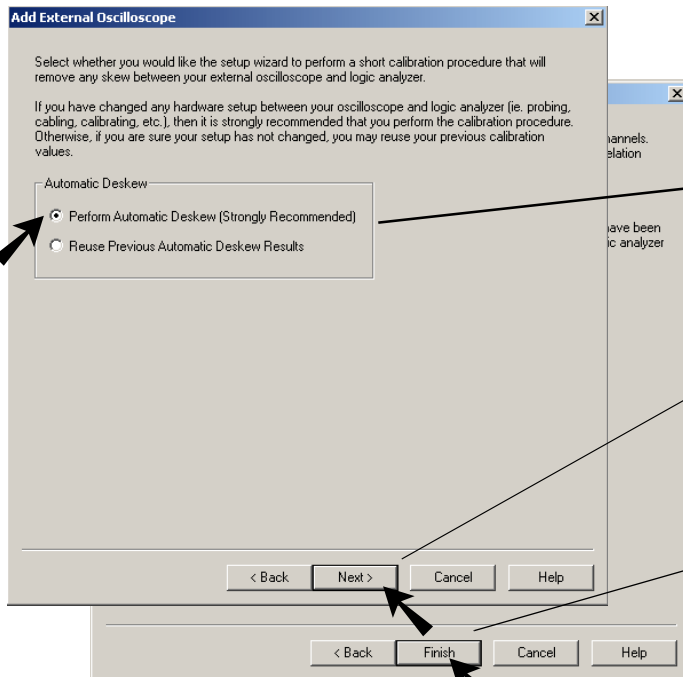 Add External Oscilloscope
Select whether you would like the setup wizard to perform a short calibration procedure that will
remove any skew between your external oscilloscope and logic analyzer.
If you have changed any hardware setup between your oscilloscope and logic analyzer (ie. probing,
cabling, calibrating, etc.), then it is strongly recommended that you perform the calibration procedure.
Otherwise, if you are sure your setup has not changed, you may reuse your previous calibration
values.
Automatic Deskew
Perform Automatic Deskew (Strongly Recommended)
Reuse Previous Automatic Deskew Results
< Back Next > Cancel Help
been
analyzer
< Back Finish Cancel Help